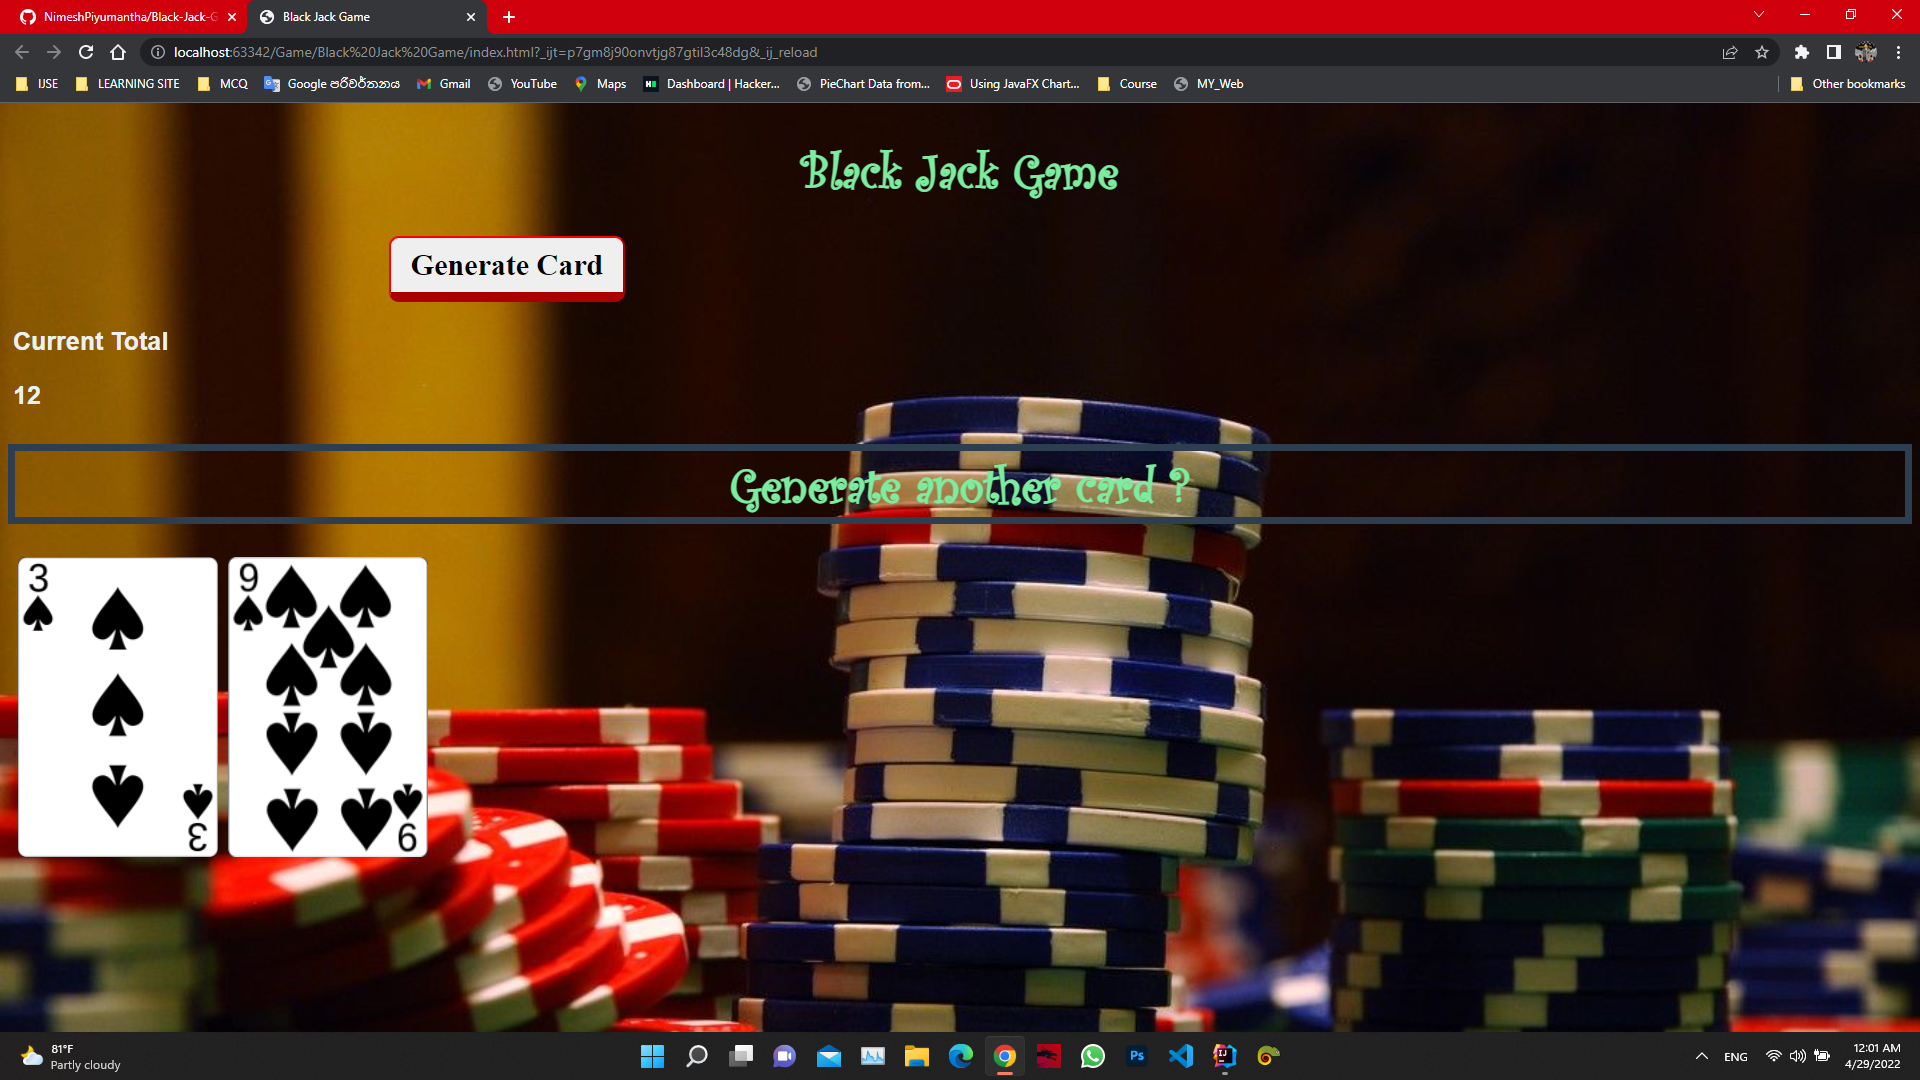 NimeshPiyumantha/Black-Jack-G
Black Jack Game
localhost:63342/Game/Black%20Jack%20Game/index.html?_ijt=p7gm8j90onvtjg87gtil3c48dg&_ij_reload
IJSE
LEARNING SITE
MCQ
Google පරිවර්තනය
Gmail
YouTube
Maps
Dashboard | Hacker...
PieChart Data from...
Using JavaFX Chart...
Course
MY_Web
Other bookmarks
Black Jack Game
Generate Card
Current Total
12
Generate another card ?
3
9
3
9
81°F
Partly cloudy
Ps
ENG
12:01 AM
4/29/2022